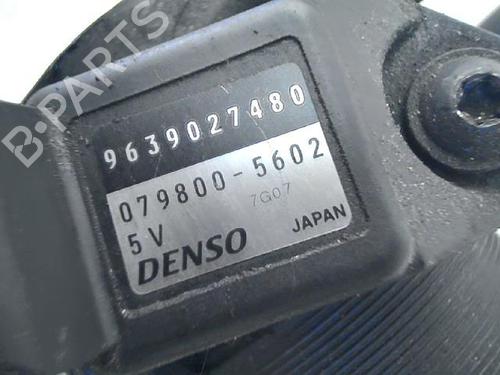 B-PARTS
9639027480
079800-5602
5V 7G07
DENSO JAPAN